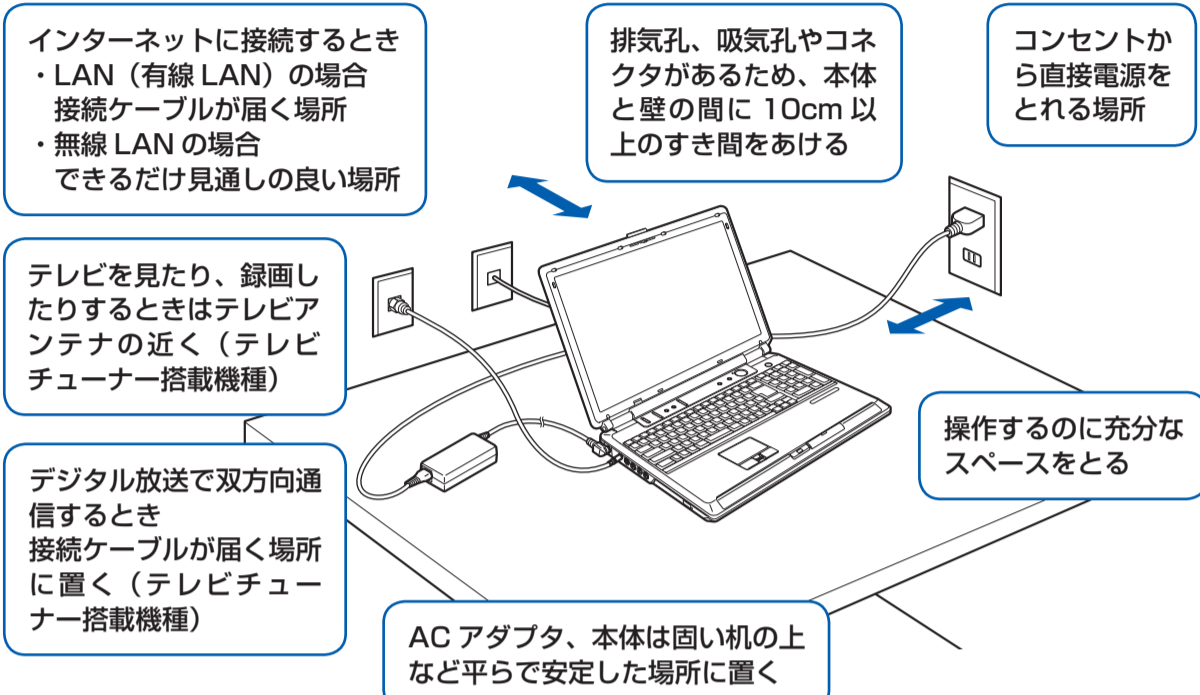 インターネットに接続するとき
・LAN（有線 LAN）の場合
接続ケーブルが届く場所
・無線 LAN の場合
できるだけ見通しの良い場所
排気孔、吸気孔やコネ
クタがあるため、本体
と壁の間に 10cm 以
上のすき間をあける
コンセントか
ら直接電源を
とれる場所
テレビを見たり、録画し
たりするときはテレビア
ンテナの近く（テレビ
チューナー搭載機種）
操作するのに充分な
スペースをとる
デジタル放送で双方向通
信するとき
接続ケーブルが届く場所
に置く（テレビチュー
ナー搭載機種）
AC アダプタ、本体は固い机の上
など平らで安定した場所に置く